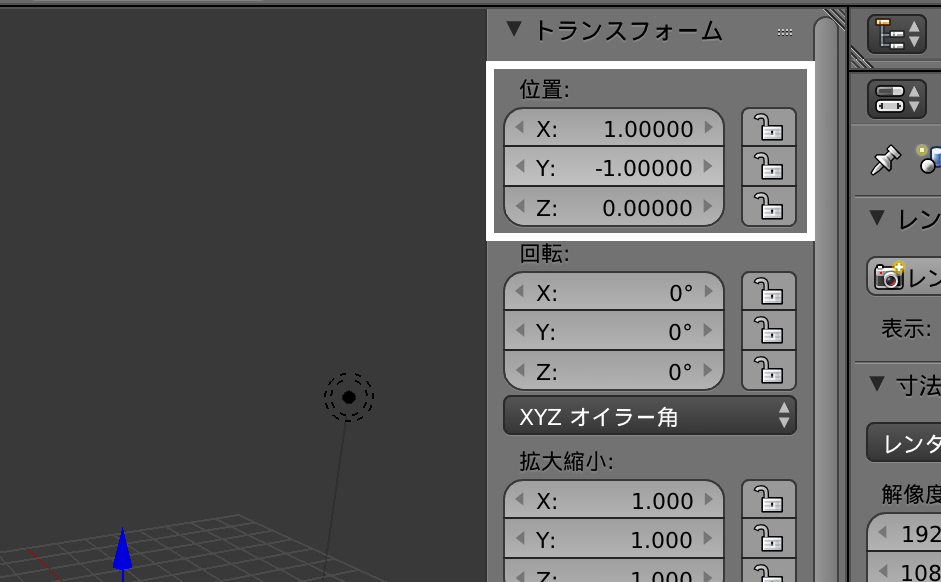 トランスフォーム
位置:
X: 1.00000
Y: -1.00000
Z: 0.00000
回転:
X: 0°
Y: 0°
Z: 0°
XYZ オイラー角
拡大縮小:
X: 1.000
Y: 1.000
Z: 1.000
レン
レン
表示:
寸法
レンタ
解像度
192
108